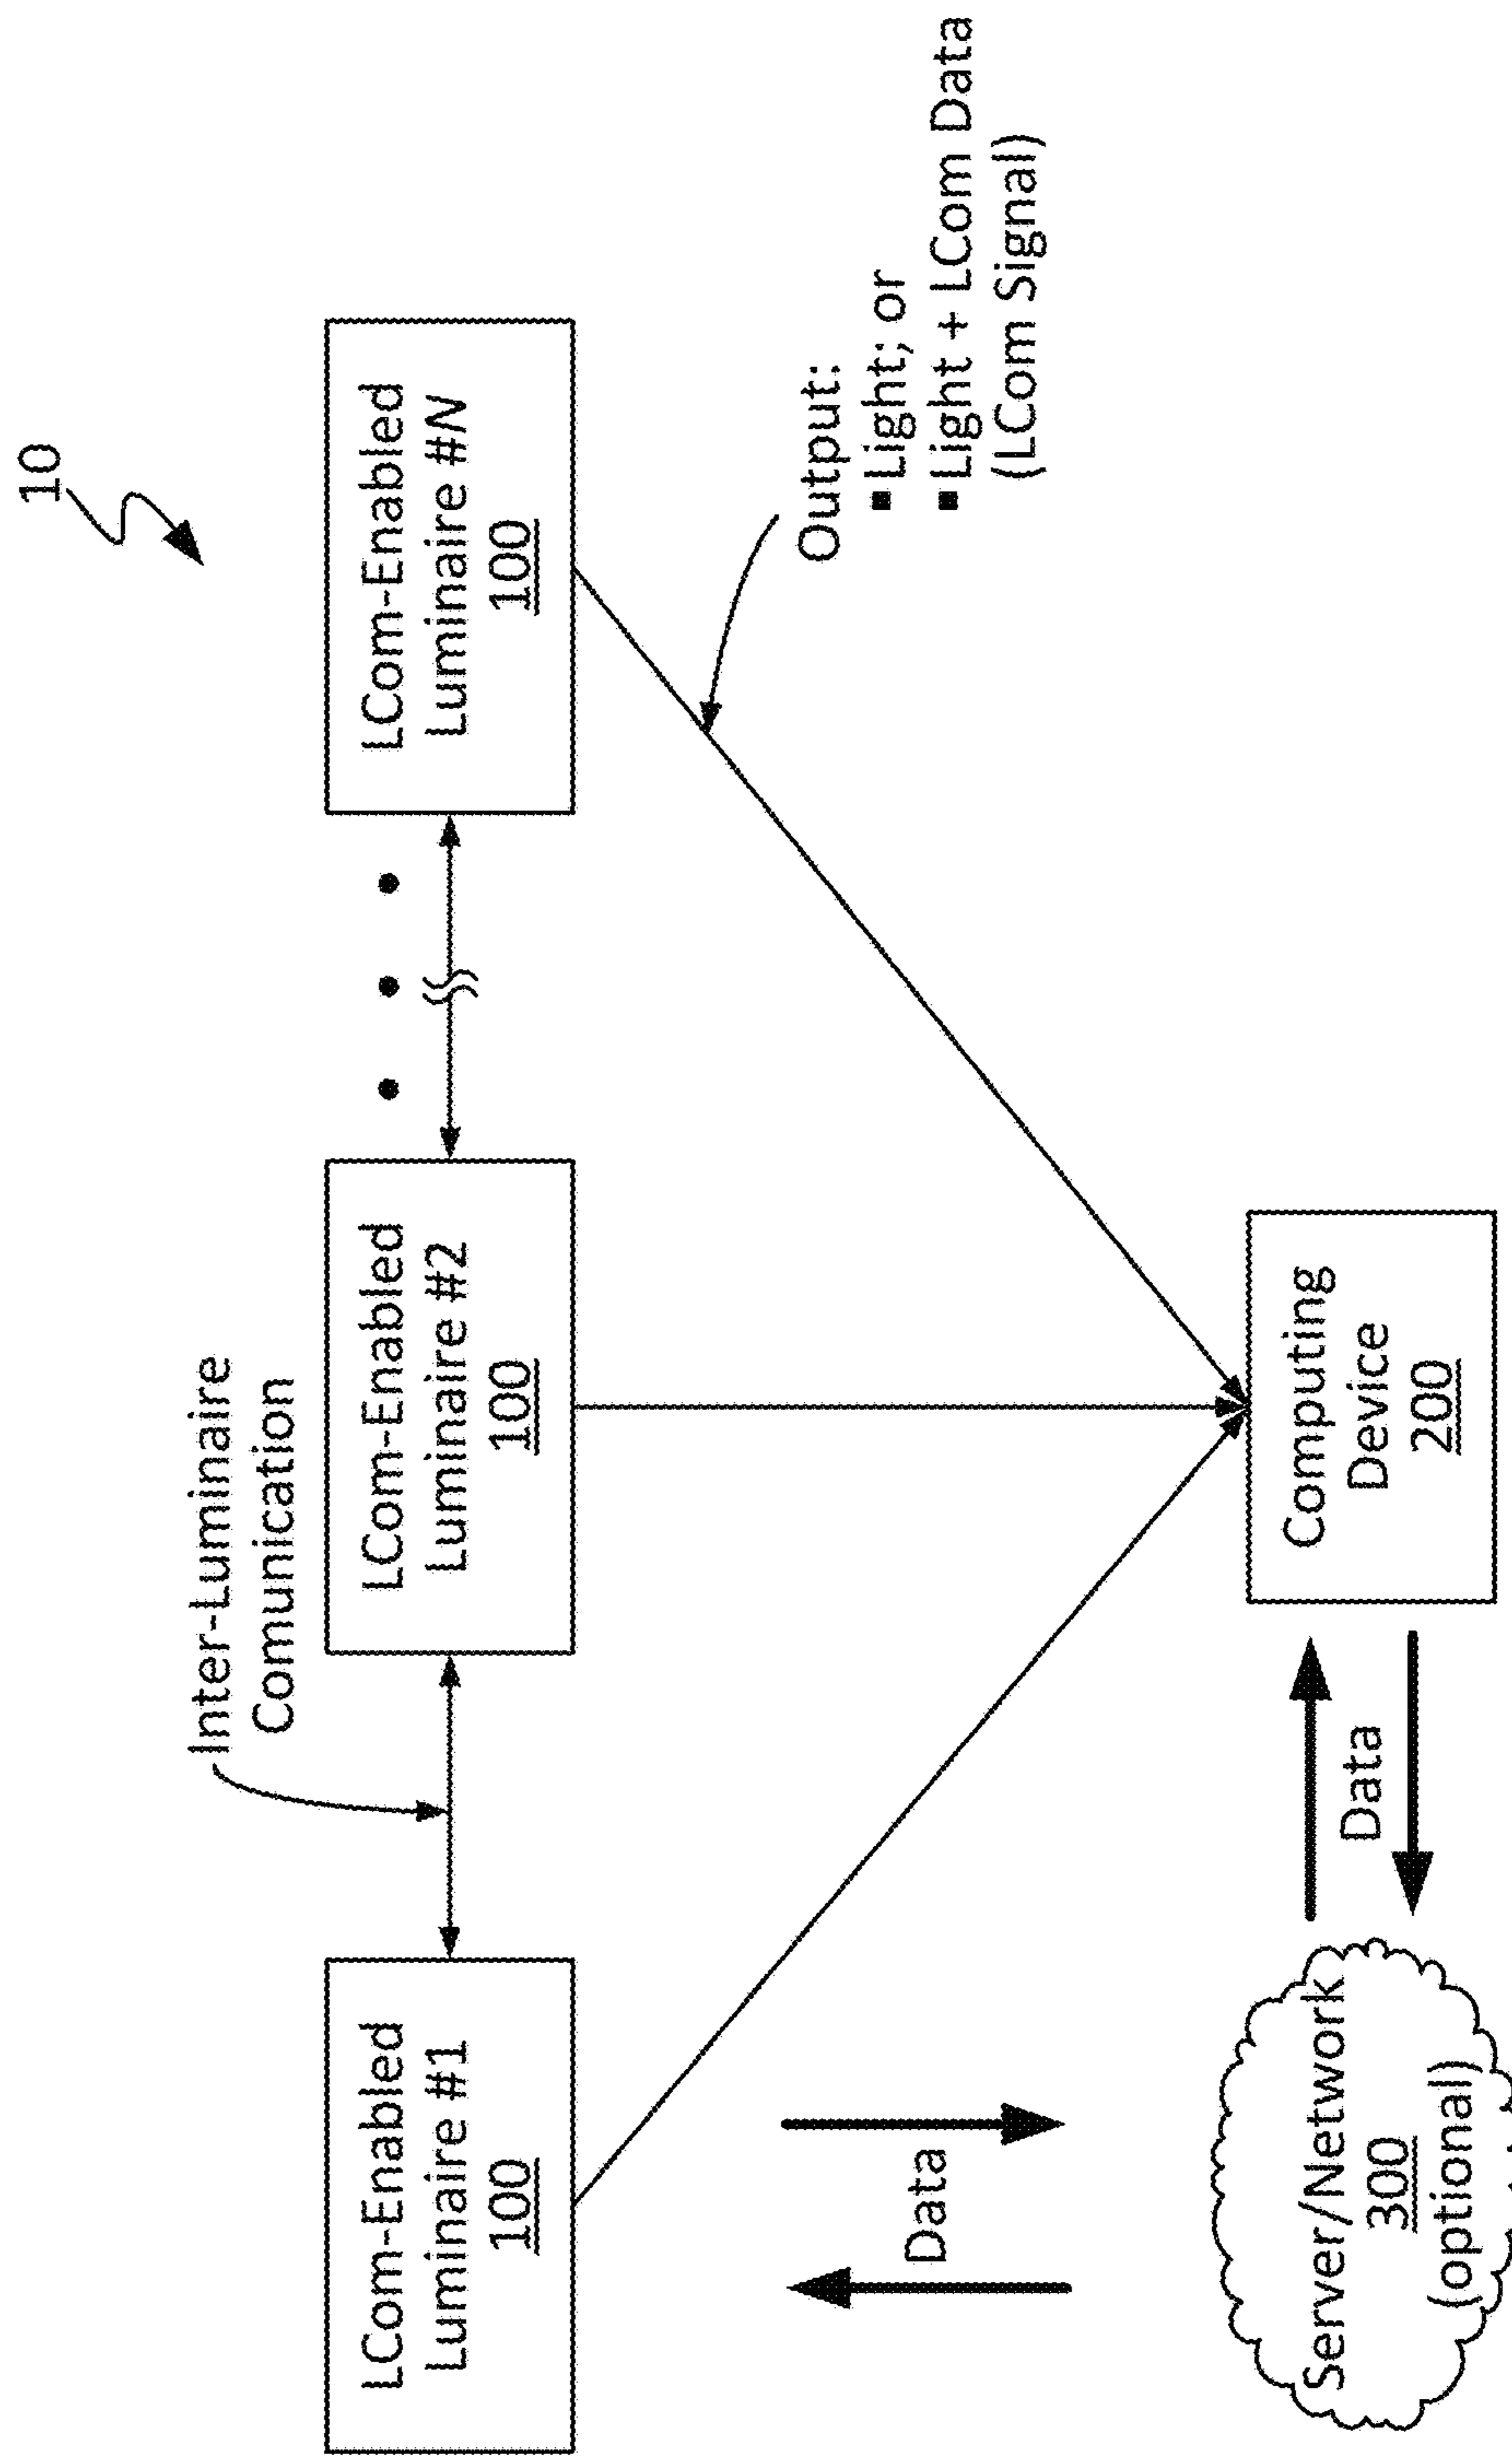 10
Inter-Luminaire
Comunication
LCom-Enabled
Luminaire #1
100
LCom-Enabled
Luminaire #2
100
LCom-Enabled
Luminaire #N
100
Output:
▪ Light; or
▪ Light + LCom Data
(LCom Signal)
Data
Server/Network
300
(optional)
Data
Computing
Device
200